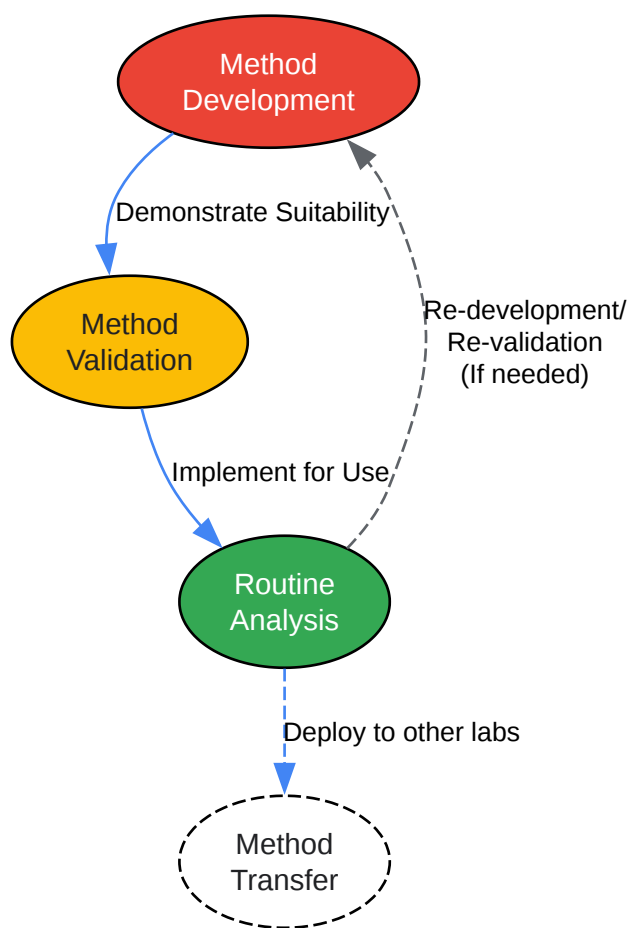 Method
Development
Demonstrate Suitability
Method
Validation
Re-development/
Re-validation
(If needed)
Implement for Use
Routine
Analysis
Deploy to other labs
Method
Transfer